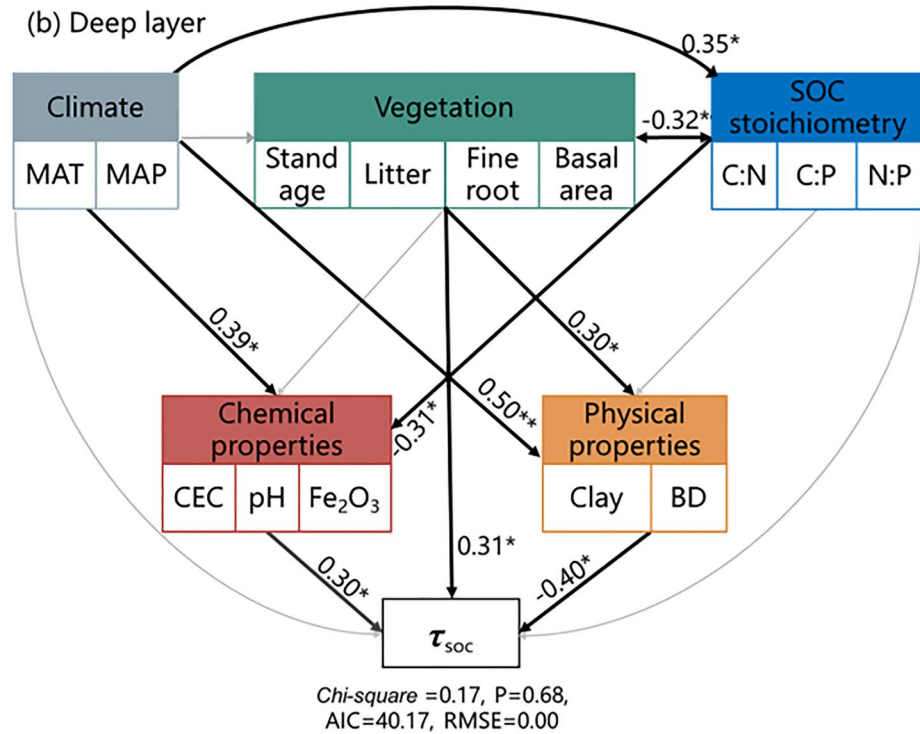 (b) Deep layer
0.35*
Climate
Vegetation
SOC
stoichiometry
-0.32*
MAT MAP
Stand
age
Litter
Fine
root
Basal
area
C:N C:P N:P
0.39*
0.30*
0.50**
-0.31*
Chemical
properties
Physical
properties
CEC pH Fe₂O₃
Clay BD
0.30*
0.31*
-0.40*
τsoc
Chi-square =0.17, P=0.68,
AIC=40.17, RMSE=0.00